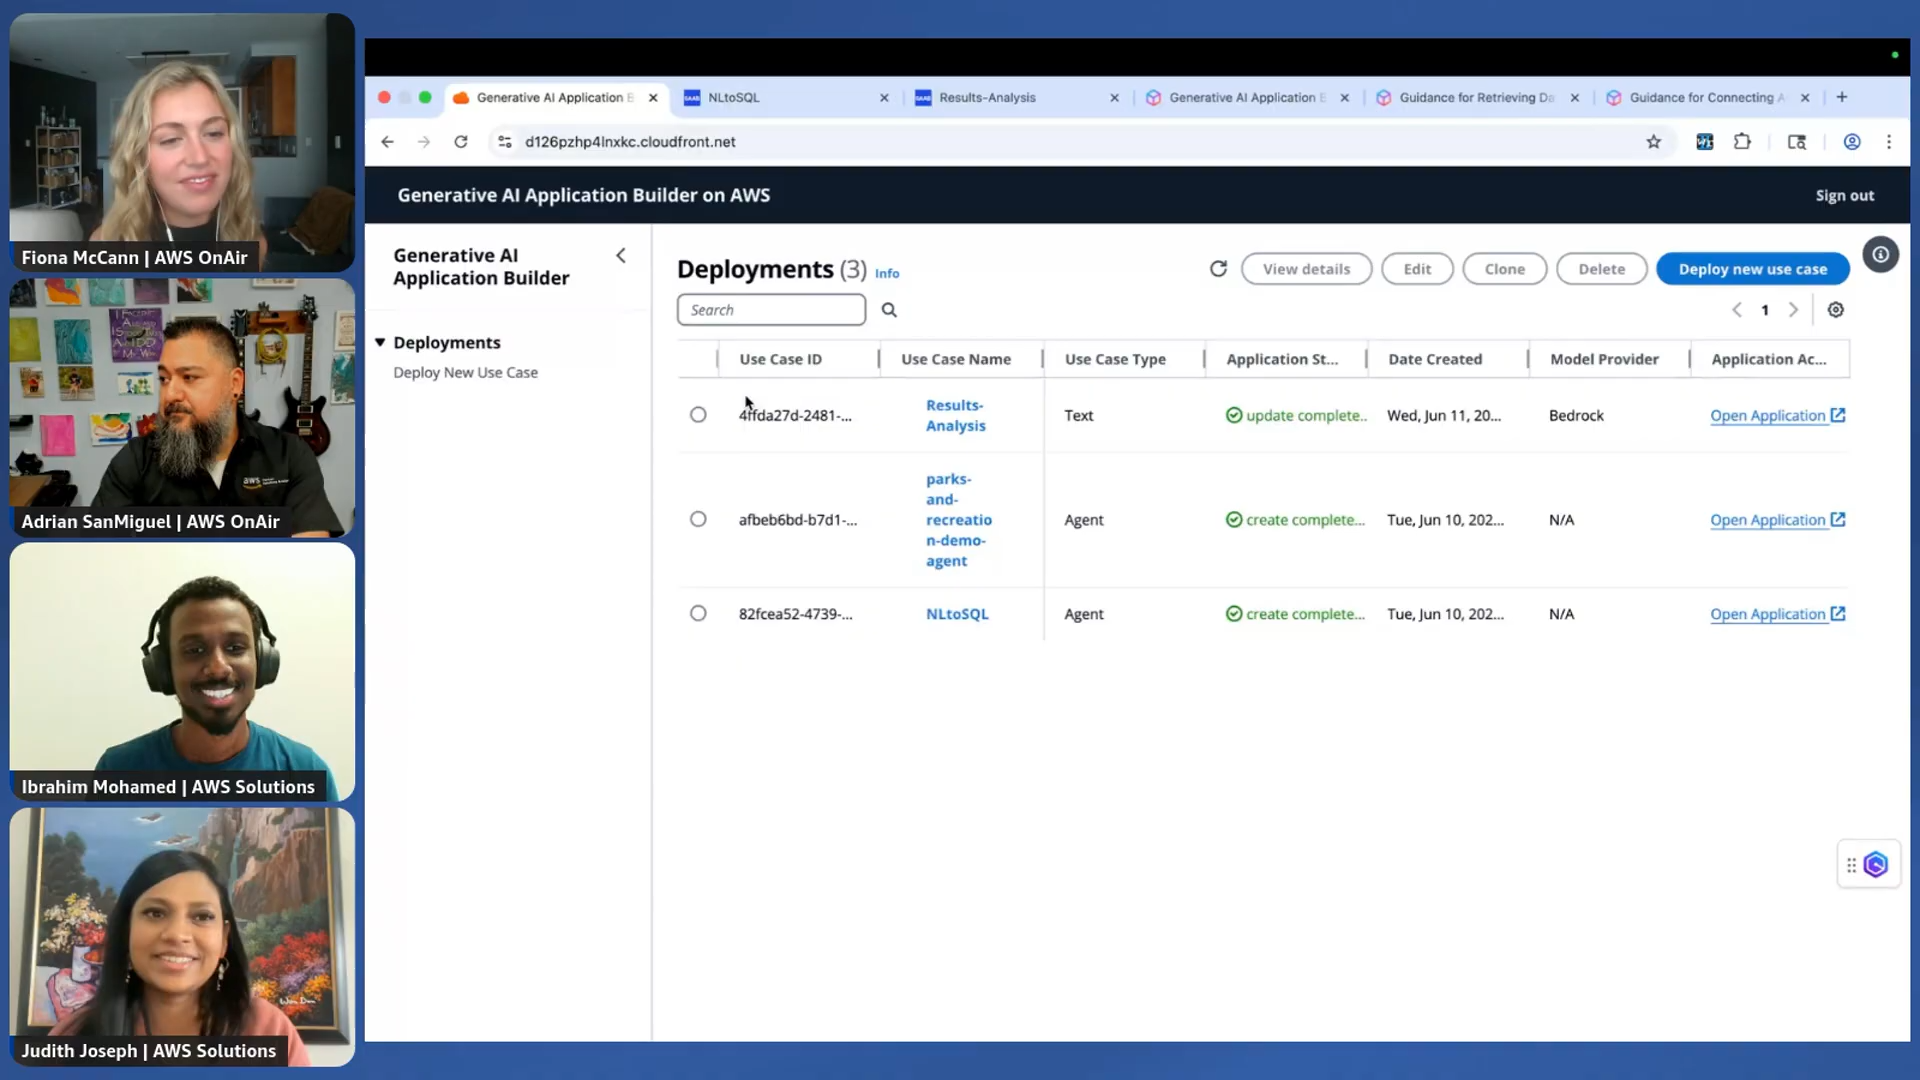 Fiona McCann | AWS OnAir
I FACED
AWS
Adrian SanMiguel | AWS OnAir
Ibrahim Mohamed | AWS Solutions
Judith Joseph | AWS Solutions
Generative AI Application B
NLtoSQL
Results-Analysis
Generative AI Application B
Guidance for Retrieving Da
Guidance for Connecting A
d126pzhp4lnxkc.cloudfront.net
Generative AI Application Builder on AWS
Sign out
Generative AI
Application Builder
Deployments
Deploy New Use Case
Deployments (3) Info
View details
Edit
Clone
Delete
Deploy new use case
Search
1
Use Case ID Use Case Name Use Case Type Application St... Date Created Model Provider Application Ac...
4ffda27d-2481-... Results- Text update complete.. Wed, Jun 11, 20... Bedrock Open Application
Analysis
parks-
and-
afbeb6bd-b7d1-... recreatio Agent create complete... Tue, Jun 10, 202... N/A Open Application
n-demo-
agent
82fcea52-4739-... NLtoSQL Agent create complete... Tue, Jun 10, 202... N/A Open Application